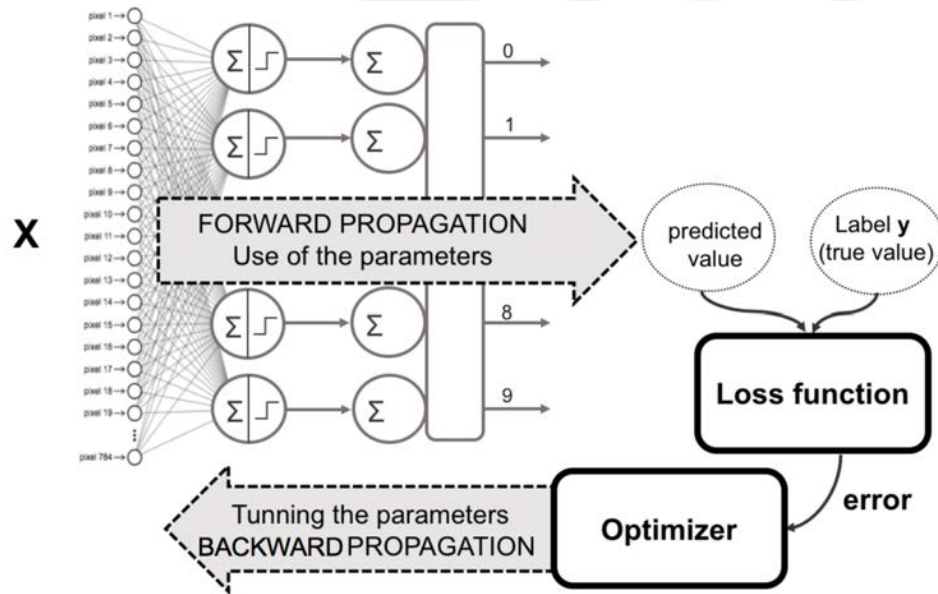 pixel 1
pixel 2
pixel 3
pixel 4
pixel 5
pixel 6
pixel 7
pixel 8
pixel 9
pixel 10
pixel 11
pixel 12
pixel 13
pixel 14
pixel 15
pixel 16
pixel 17
pixel 18
pixel 19
pixel 784
X
Σ
Σ
0
Σ
Σ
1
FORWARD PROPAGATION
Use of the parameters
Σ
Σ
8
Σ
Σ
9
predicted
value
Label y
(true value)
Loss function
error
Optimizer
Tunning the parameters
BACKWARD PROPAGATION